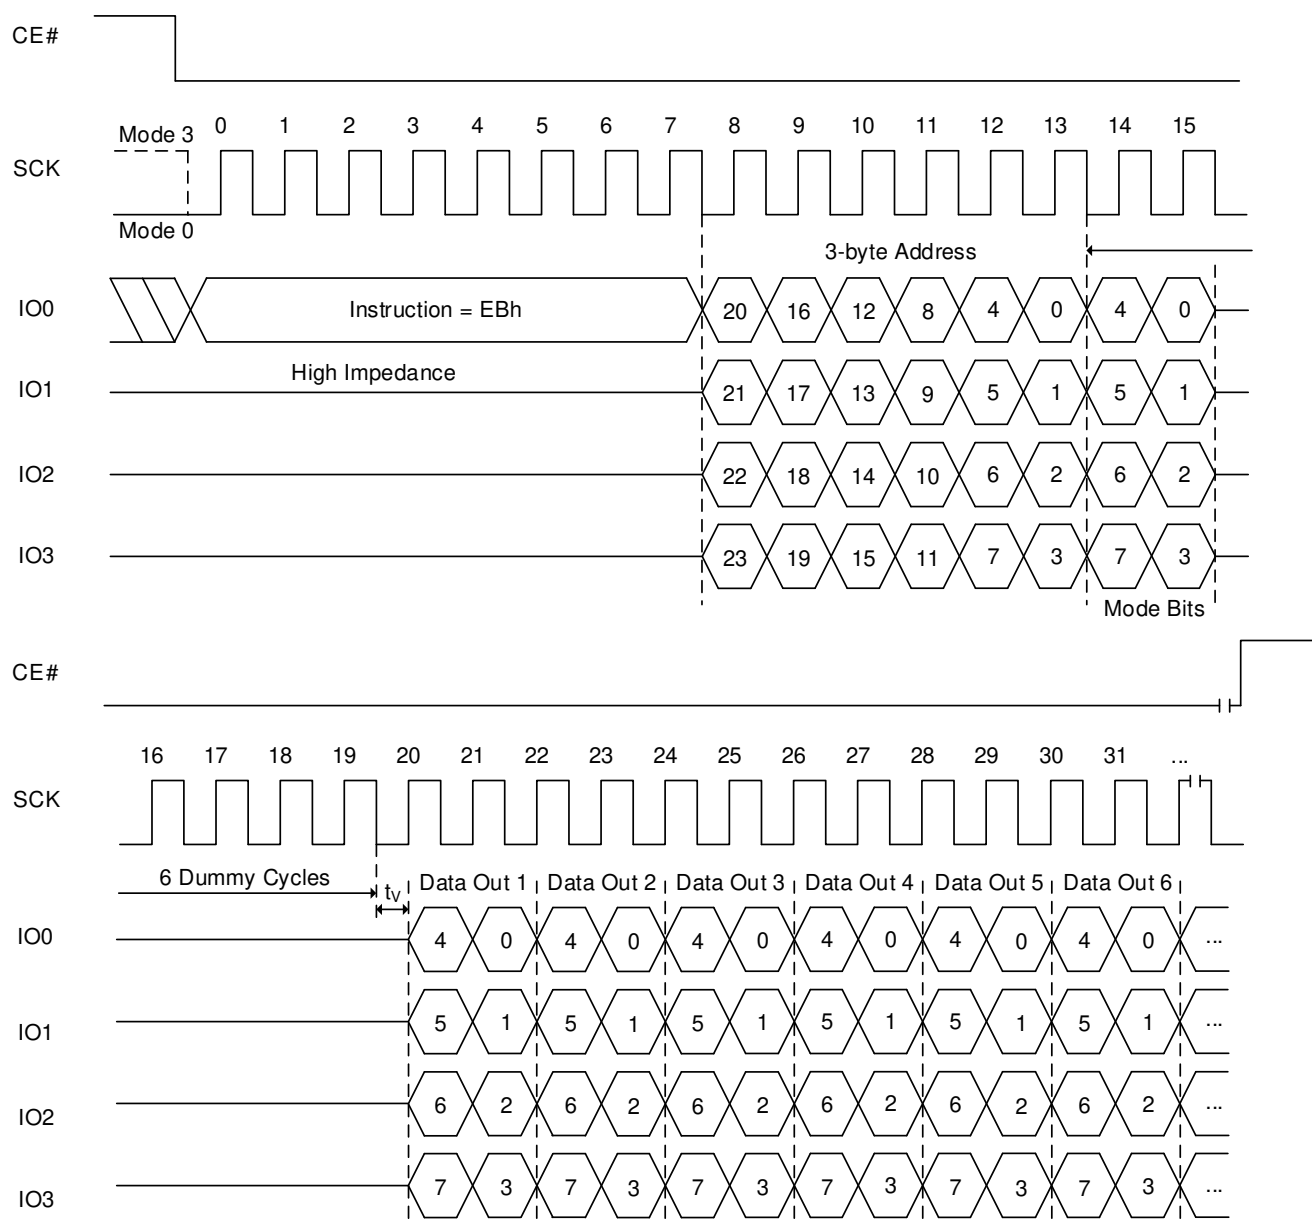 CE#
Mode 3 0 1 2 3 4 5 6 7 8 9 10 11 12 13 14 15
SCK
Mode 0
3-byte Address
IO0 Instruction = EBh 20 16 12 8 4 0 4 0
High Impedance
IO1 21 17 13 9 5 1 5 1
IO2 22 18 14 10 6 2 6 2
IO3 23 19 15 11 7 3 7 3
Mode Bits
CE#
16 17 18 19 20 21 22 23 24 25 26 27 28 29 30 31 ...
SCK
6 Dummy Cycles tV Data Out 1 Data Out 2 Data Out 3 Data Out 4 Data Out 5 Data Out 6
IO0 4 0 4 0 4 0 4 0 4 0 4 0 ...
IO1 5 1 5 1 5 1 5 1 5 1 5 1 ...
IO2 6 2 6 2 6 2 6 2 6 2 6 2 ...
IO3 7 3 7 3 7 3 7 3 7 3 7 3 ...